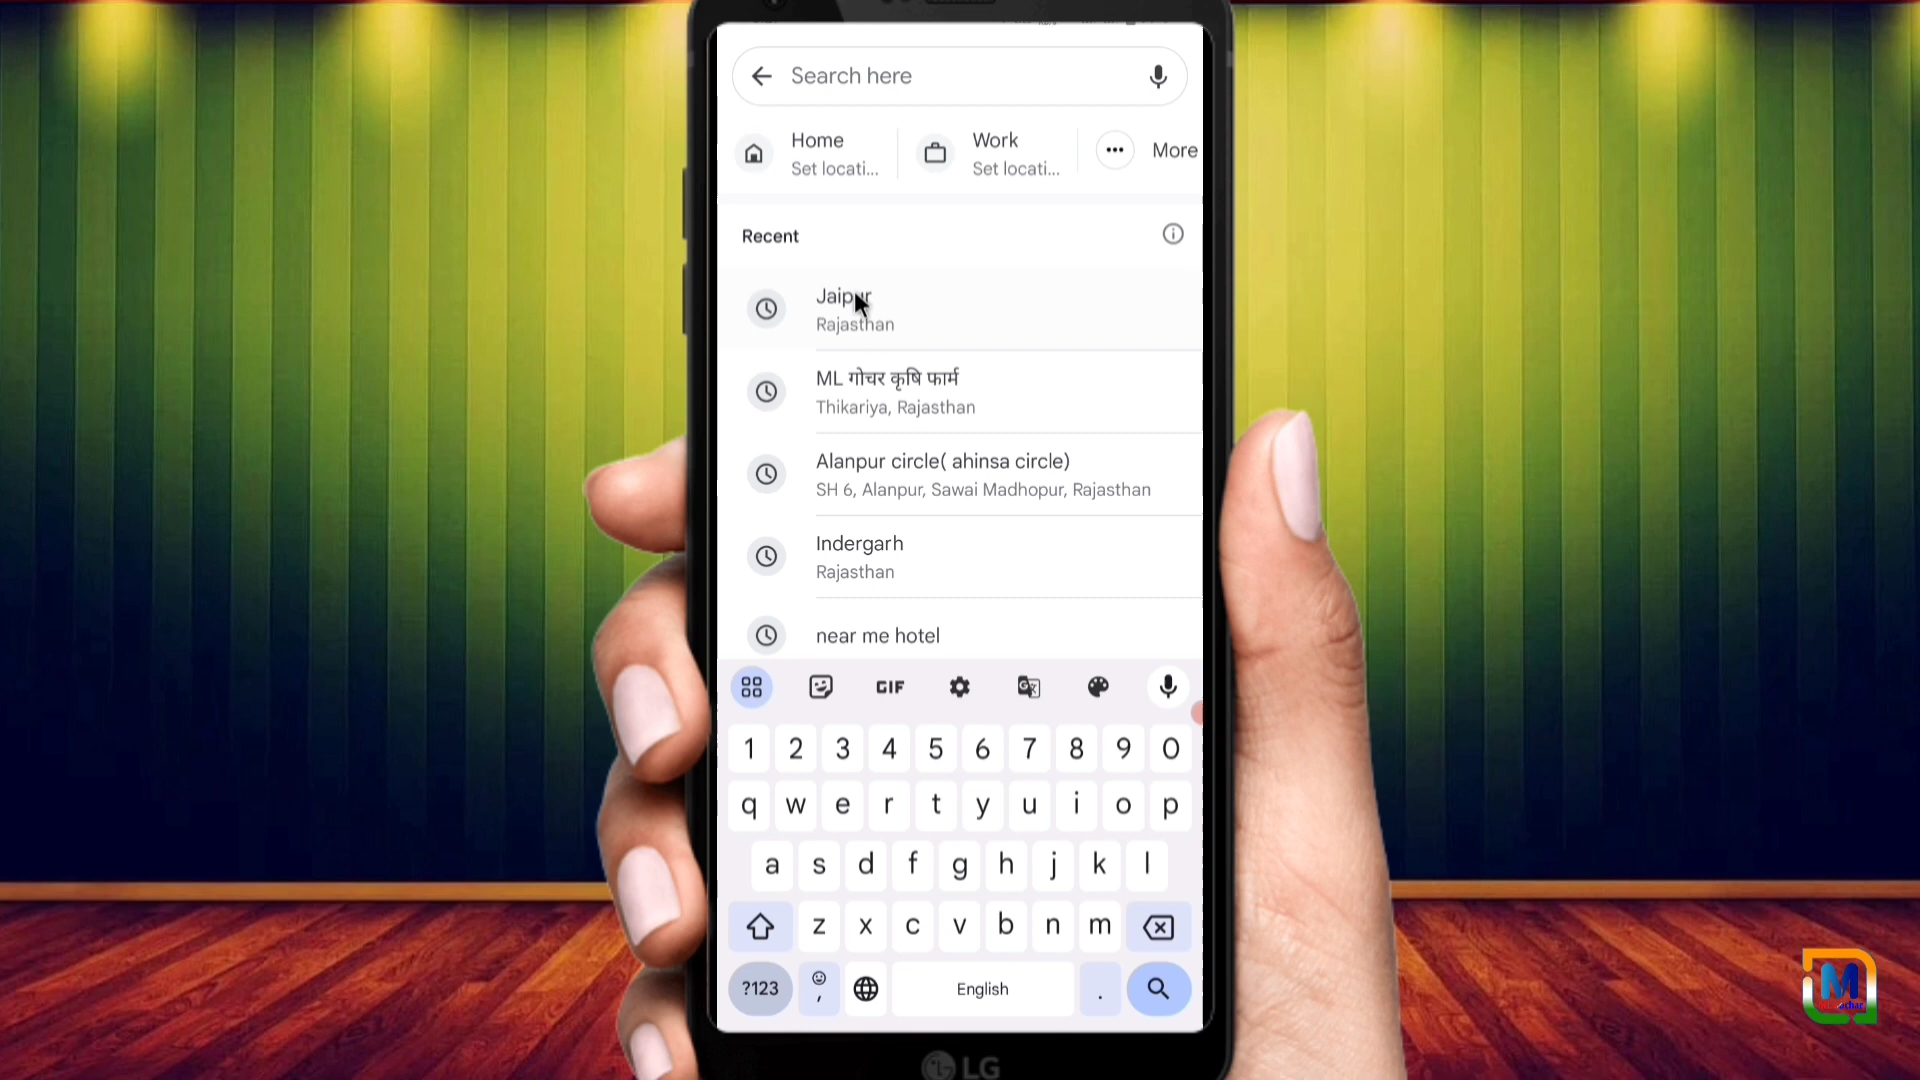 Search here
Home
Set locati...
Work
Set locati...
More
Recent
Jaipur
Rajasthan
ML गोचर कृषि फार्म
Thikariya, Rajasthan
Alanpur circle( ahinsa circle)
SH 6, Alanpur, Sawai Madhopur, Rajasthan
Indergarh
Rajasthan
near me hotel
GIF
1 2 3 4 5 6 7 8 9 0
q w e r t y u i o p
a s d f g h j k l
z x c v b n m
?123 , English .
LG
M